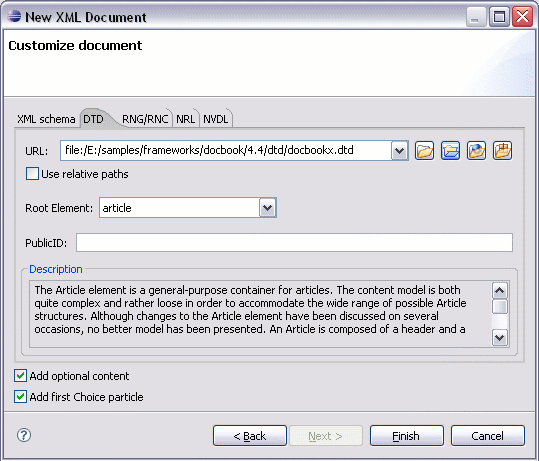 New XML Document
Customize document
XML schema DTD RNG/RNC NRL NVDL
URL: file:/E:/samples/frameworks/docbook/4.4/dtd/docbookx.dtd
Use relative paths
Root Element: article
PublicID:
Description
The Article element is a general-purpose container for articles. The content model is both
quite complex and rather loose in order to accommodate the wide range of possible Article
structures. Although changes to the Article element have been discussed on several
occasions, no better model has been presented. An Article is composed of a header and a
Add optional content
Add first Choice particle
? < Back Next > Finish Cancel